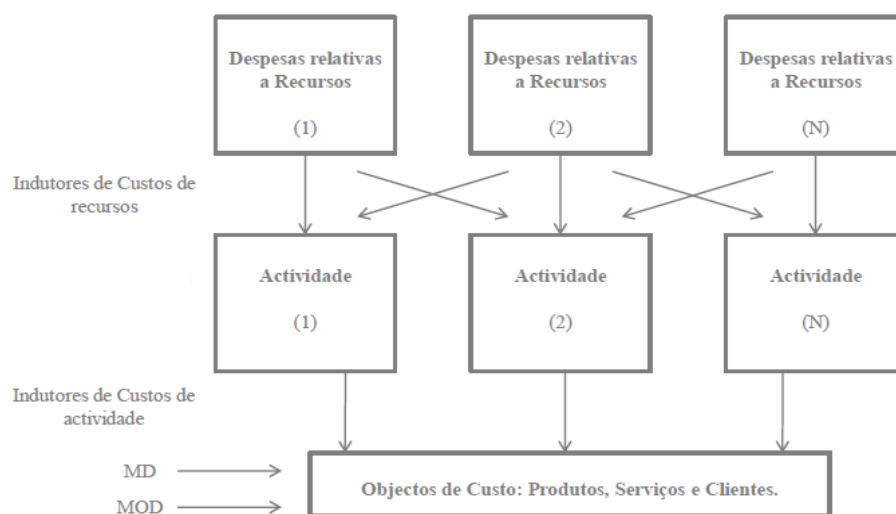 Despesas relativas
a Recursos
(1)
Despesas relativas
a Recursos
(2)
Despesas relativas
a Recursos
(N)
Indutores de Custos de
recursos
Actividade
(1)
Actividade
(2)
Actividade
(N)
Indutores de Custos de
actividade
MD
MOD
Objectos de Custo: Produtos, Serviços e Clientes.